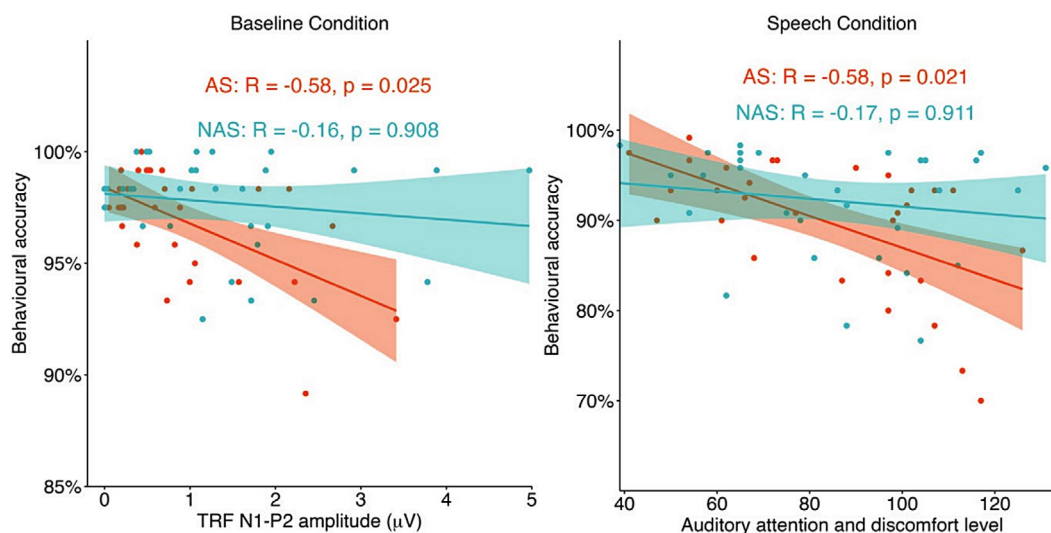 Baseline Condition
AS: R = -0.58, p = 0.025
NAS: R = -0.16, p = 0.908
Behavioural accuracy
100%
95%
90%
85%
0 1 2 3 4 5
TRF N1-P2 amplitude (μV)
Speech Condition
AS: R = -0.58, p = 0.021
NAS: R = -0.17, p = 0.911
Behavioural accuracy
100%
90%
80%
70%
40 60 80 100 120
Auditory attention and discomfort level